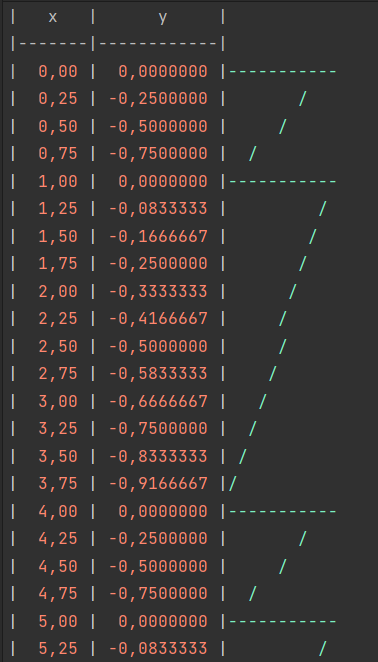 |   x   |      y     |
|-------|------------|
|  0,00 |  0,0000000 |-----------
|  0,25 | -0,2500000 |       /
|  0,50 | -0,5000000 |     /
|  0,75 | -0,7500000 |  /
|  1,00 |  0,0000000 |-----------
|  1,25 | -0,0833333 |         /
|  1,50 | -0,1666667 |        /
|  1,75 | -0,2500000 |       /
|  2,00 | -0,3333333 |      /
|  2,25 | -0,4166667 |     /
|  2,50 | -0,5000000 |     /
|  2,75 | -0,5833333 |    /
|  3,00 | -0,6666667 |   /
|  3,25 | -0,7500000 |  /
|  3,50 | -0,8333333 | /
|  3,75 | -0,9166667 |/
|  4,00 |  0,0000000 |-----------
|  4,25 | -0,2500000 |       /
|  4,50 | -0,5000000 |     /
|  4,75 | -0,7500000 |  /
|  5,00 |  0,0000000 |-----------
|  5,25 | -0,0833333 |         /